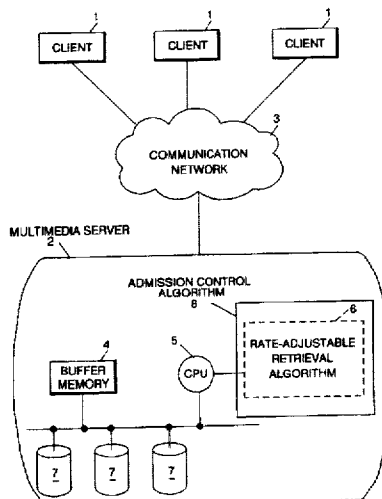 1 1 1
CLIENT CLIENT CLIENT
3
COMMUNICATION
NETWORK
MULTIMEDIA SERVER
2
ADMISSION CONTROL
ALGORITHM
8
6
RATE-ADJUSTABLE
RETRIEVAL
ALGORITHM
5
CPU
4
BUFFER
MEMORY
7 7 7